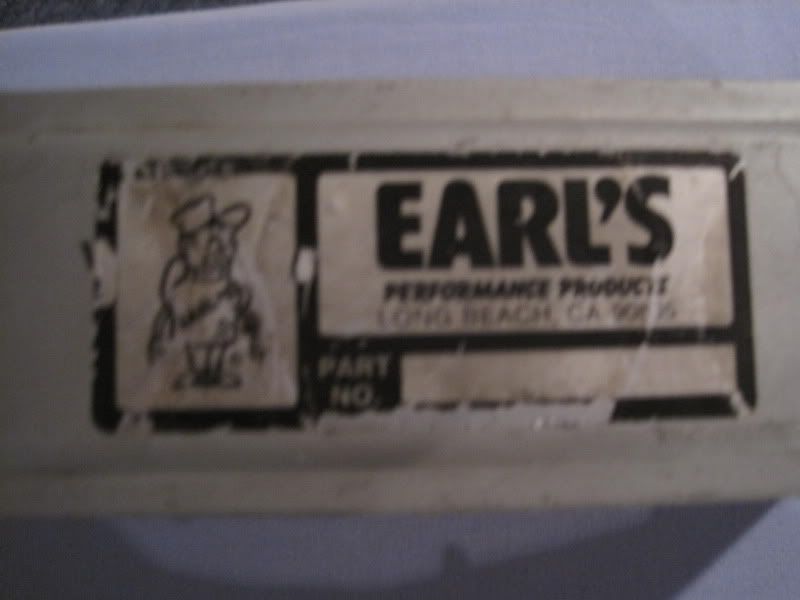 EARL'S
PERFORMANCE PRODUCTS
LONG BEACH, CA
PART
NO.